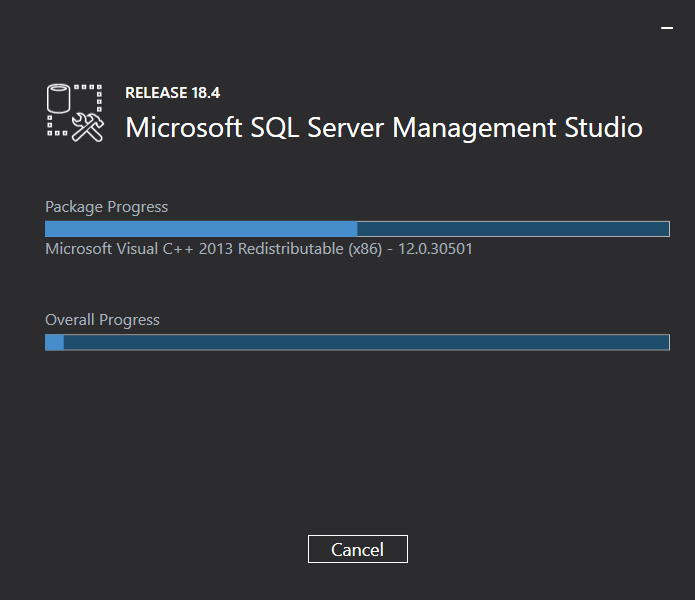 RELEASE 18.4
Microsoft SQL Server Management Studio
Package Progress
Microsoft Visual C++ 2013 Redistributable (x86) - 12.0.30501
Overall Progress
Cancel